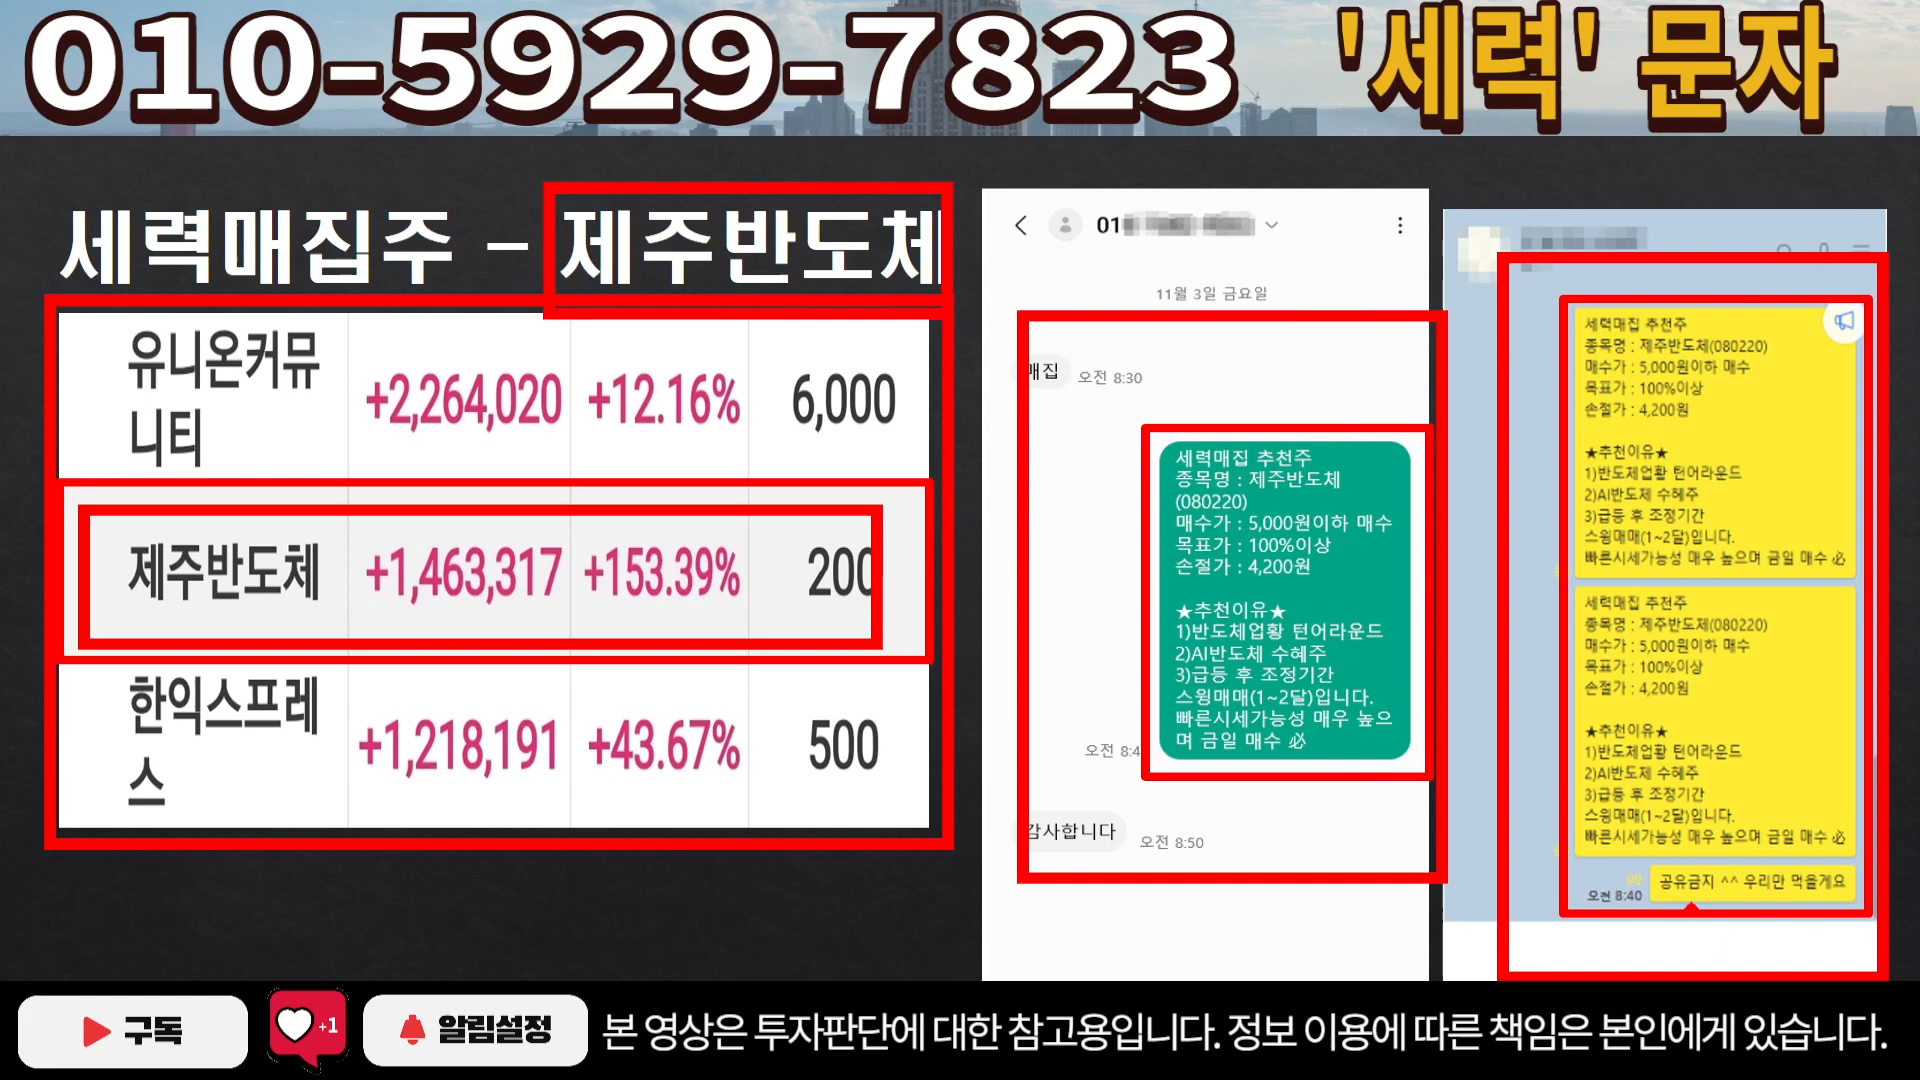 010-5929-7823 '세력' 문자
세력매집주 – 제주반도체
유니온커뮤
니티
+2,264,020 +12.16% 6,000
제주반도체 +1,463,317 +153.39% 200
한익스프레
스
+1,218,191 +43.67% 500
01
11월 3일 금요일
매집 오전 8:30
세력매집 추천주
종목명 : 제주반도체
(080220)
매수가 : 5,000원이하 매수
목표가 : 100%이상
손절가 : 4,200원
★추천이유★
1)반도체업황 턴어라운드
2)AI반도체 수혜주
3)급등 후 조정기간
스윙매매(1~2달)입니다.
빠른시세가능성 매우 높으
며 금일 매수 必
오전 8:4
감사합니다 오전 8:50
세력매집 추천주
종목명 : 제주반도체(080220)
매수가 : 5,000원이하 매수
목표가 : 100%이상
손절가 : 4,200원
★추천이유★
1)반도체업황 턴어라운드
2)AI반도체 수혜주
3)급등 후 조정기간
스윙매매(1~2달)입니다.
빠른시세가능성 매우 높으며 금일 매수 必
세력매집 추천주
종목명 : 제주반도체(080220)
매수가 : 5,000원이하 매수
목표가 : 100%이상
손절가 : 4,200원
★추천이유★
1)반도체업황 턴어라운드
2)AI반도체 수혜주
3)급등 후 조정기간
스윙매매(1~2달)입니다.
빠른시세가능성 매우 높으며 금일 매수 必
오전 8:40 공유금지 ^^ 우리만 먹을게요
구독 +1 알림설정 본 영상은 투자판단에 대한 참고용입니다. 정보 이용에 따른 책임은 본인에게 있습니다.